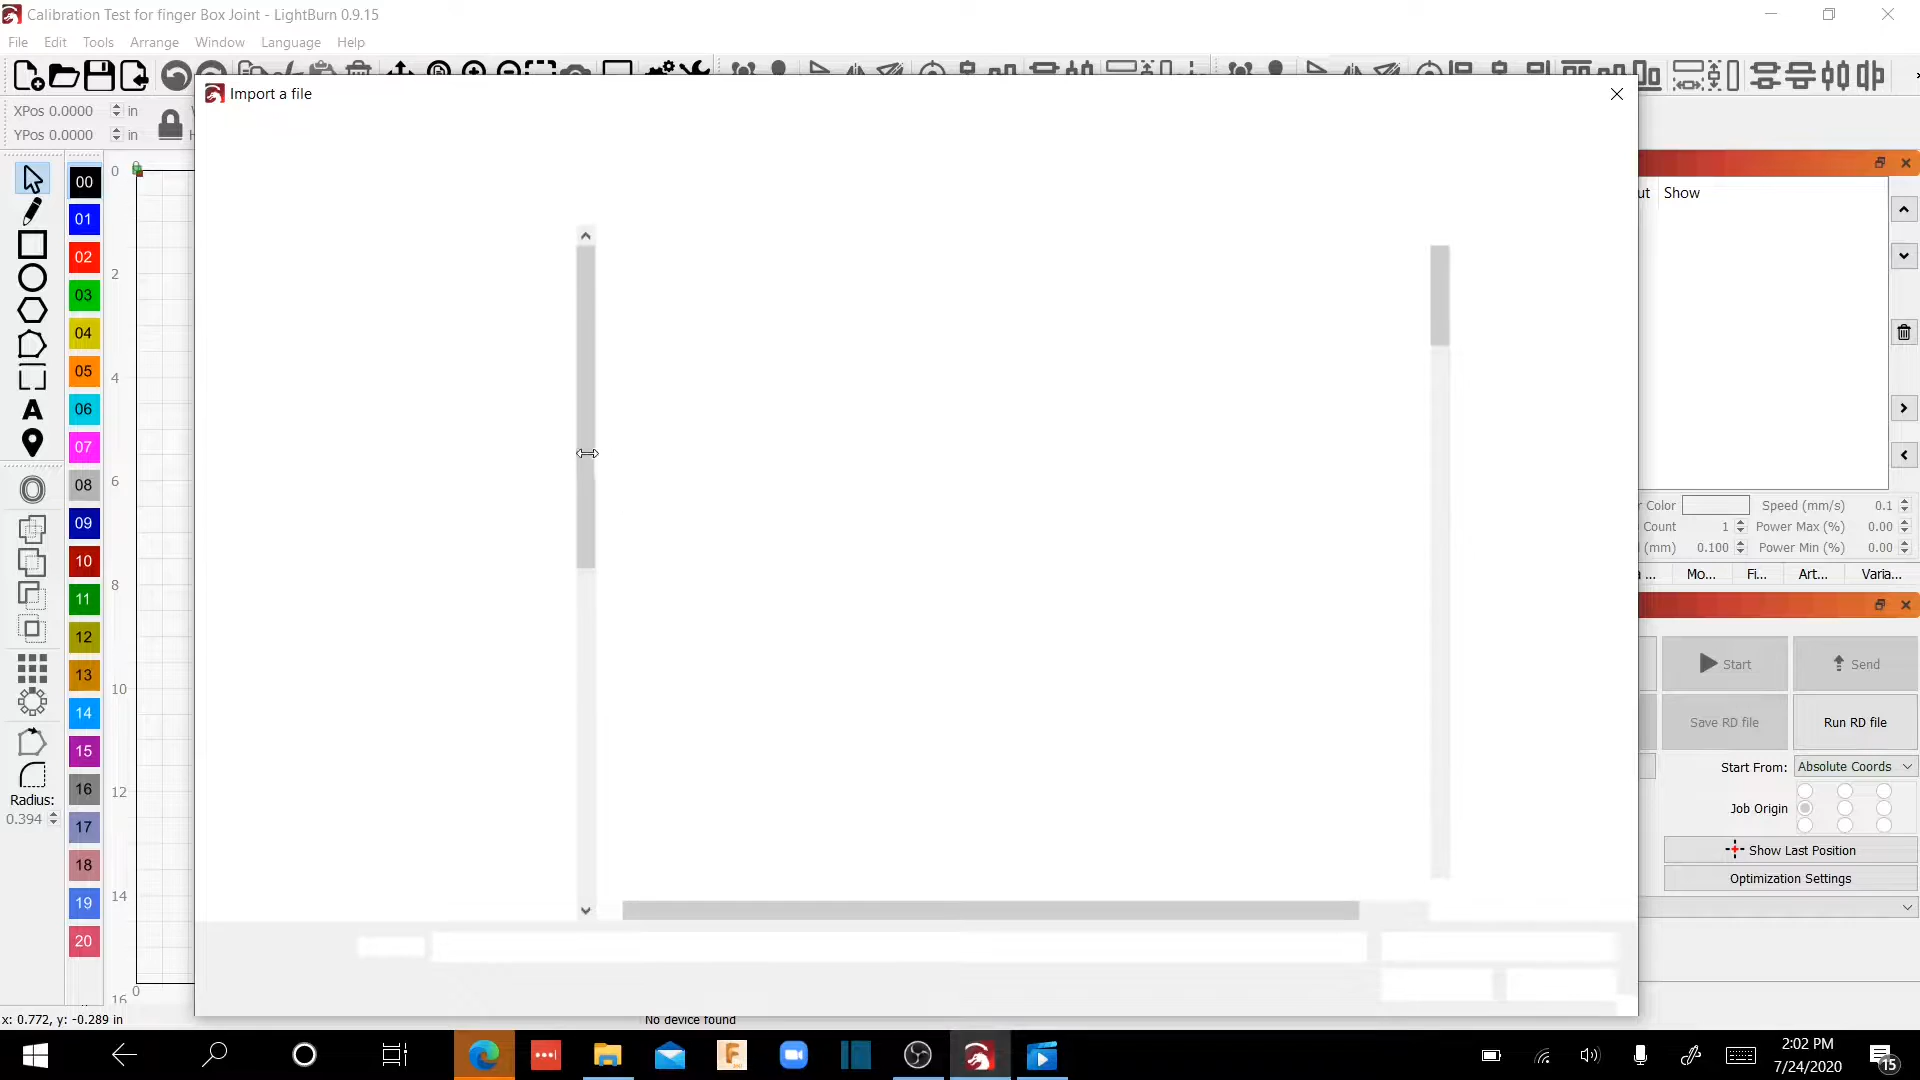 Calibration Test for finger Box Joint - LightBurn 0.9.15
File Edit Tools Arrange Window Language Help
Import a file
XPos 0.0000 in
YPos 0.0000 in
0
2
4
6
8
10
12
14
16
0
00
01
02
03
04
05
06
07
08
09
10
11
12
13
14
15
16
17
18
19
20
Radius:
0.394
ut Show
r Color Speed (mm/s) 0.1
Count 1 Power Max (%) 0.00
(mm) 0.100 Power Min (%) 0.00
Mo... Fi... Art... Varia...
Start Send
Save RD file Run RD file
Start From: Absolute Coords
Job Origin
Show Last Position
Optimization Settings
x: 0.772, y: -0.289 in
No device found
2:02 PM
7/24/2020
15